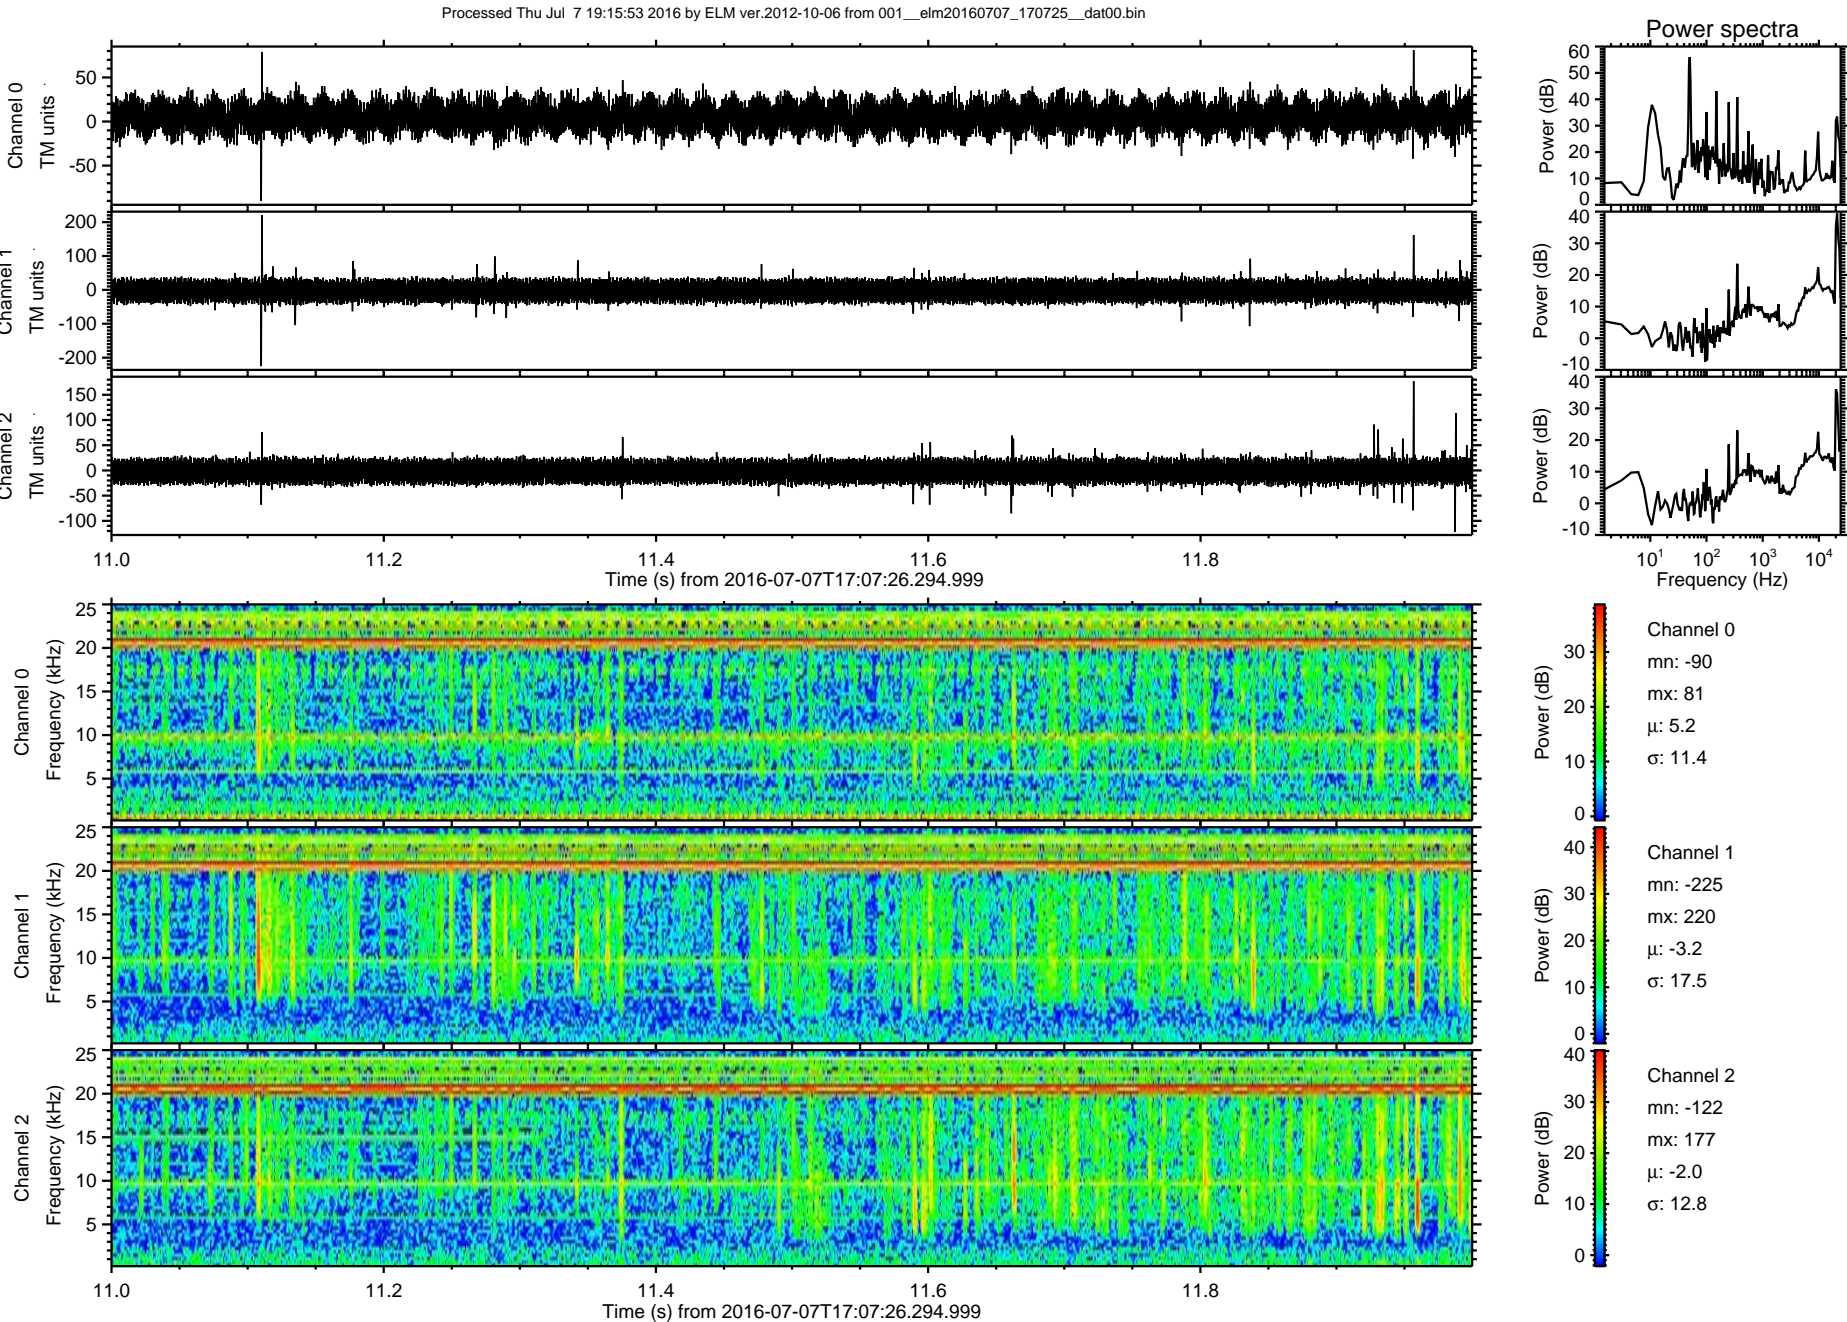 Processed Thu Jul 7 19:15:53 2016 by ELM ver.2012-10-06 from 001__elm20160707_170725__dat00.bin
Power spectra
Channel 0
TM units
50
0
-50
Power (dB)
60
50
40
30
20
10
0
Channel 1
TM units
200
100
0
-100
-200
Power (dB)
40
30
20
10
0
-10
Channel 2
TM units
150
100
50
0
-50
-100
Power (dB)
40
30
20
10
0
-10
11.0 11.2 11.4 11.6 11.8
Time (s) from 2016-07-07T17:07:26.294.999
10^1 10^2 10^3 10^4
Frequency (Hz)
Channel 0
Frequency (kHz)
25
20
15
10
5
Power (dB)
30
20
10
0
Channel 0
mn: -90
mx: 81
μ: 5.2
σ: 11.4
Channel 1
Frequency (kHz)
25
20
15
10
5
Power (dB)
40
30
20
10
0
Channel 1
mn: -225
mx: 220
μ: -3.2
σ: 17.5
Channel 2
Frequency (kHz)
25
20
15
10
5
Power (dB)
40
30
20
10
0
Channel 2
mn: -122
mx: 177
μ: -2.0
σ: 12.8
11.0 11.2 11.4 11.6 11.8
Time (s) from 2016-07-07T17:07:26.294.999